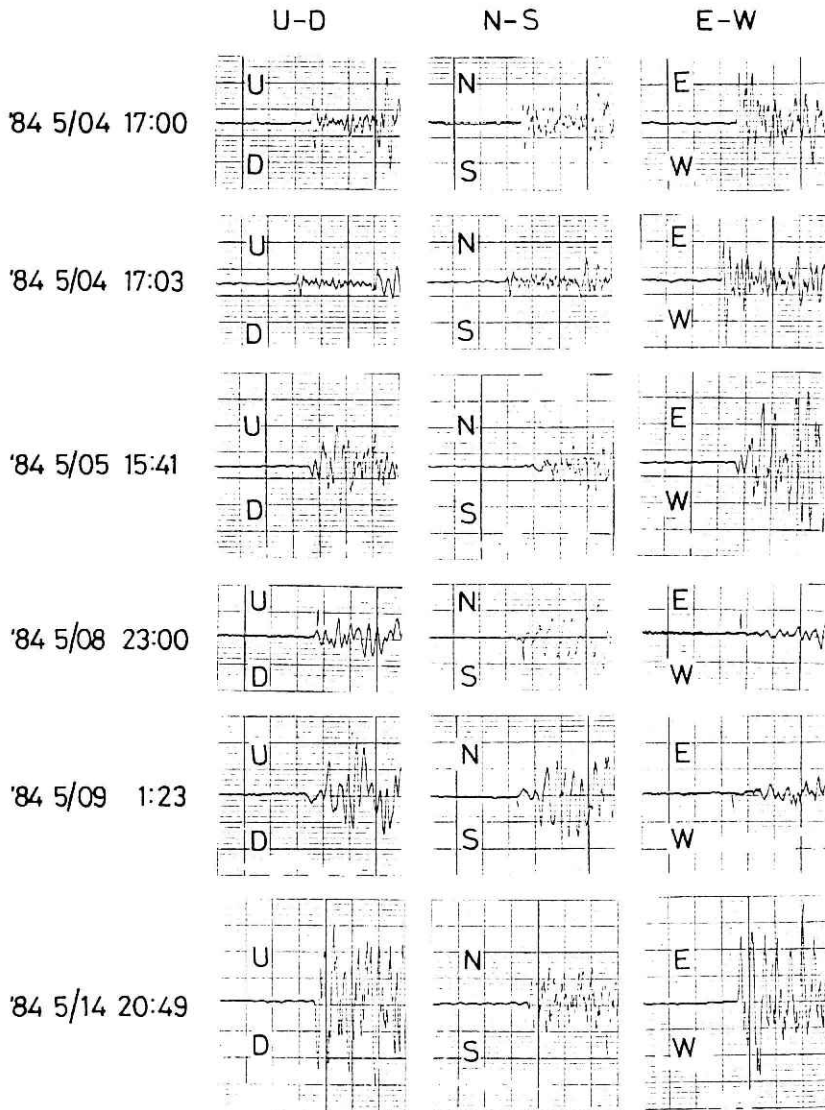 U-D N-S E-W
U N E
'84 5/04 17:00
D S W
U N E
'84 5/04 17:03
D S W
U N E
'84 5/05 15:41
D S W
U N E
'84 5/08 23:00
D S W
U N E
'84 5/09 1:23
D S W
U N E
'84 5/14 20:49
D S W